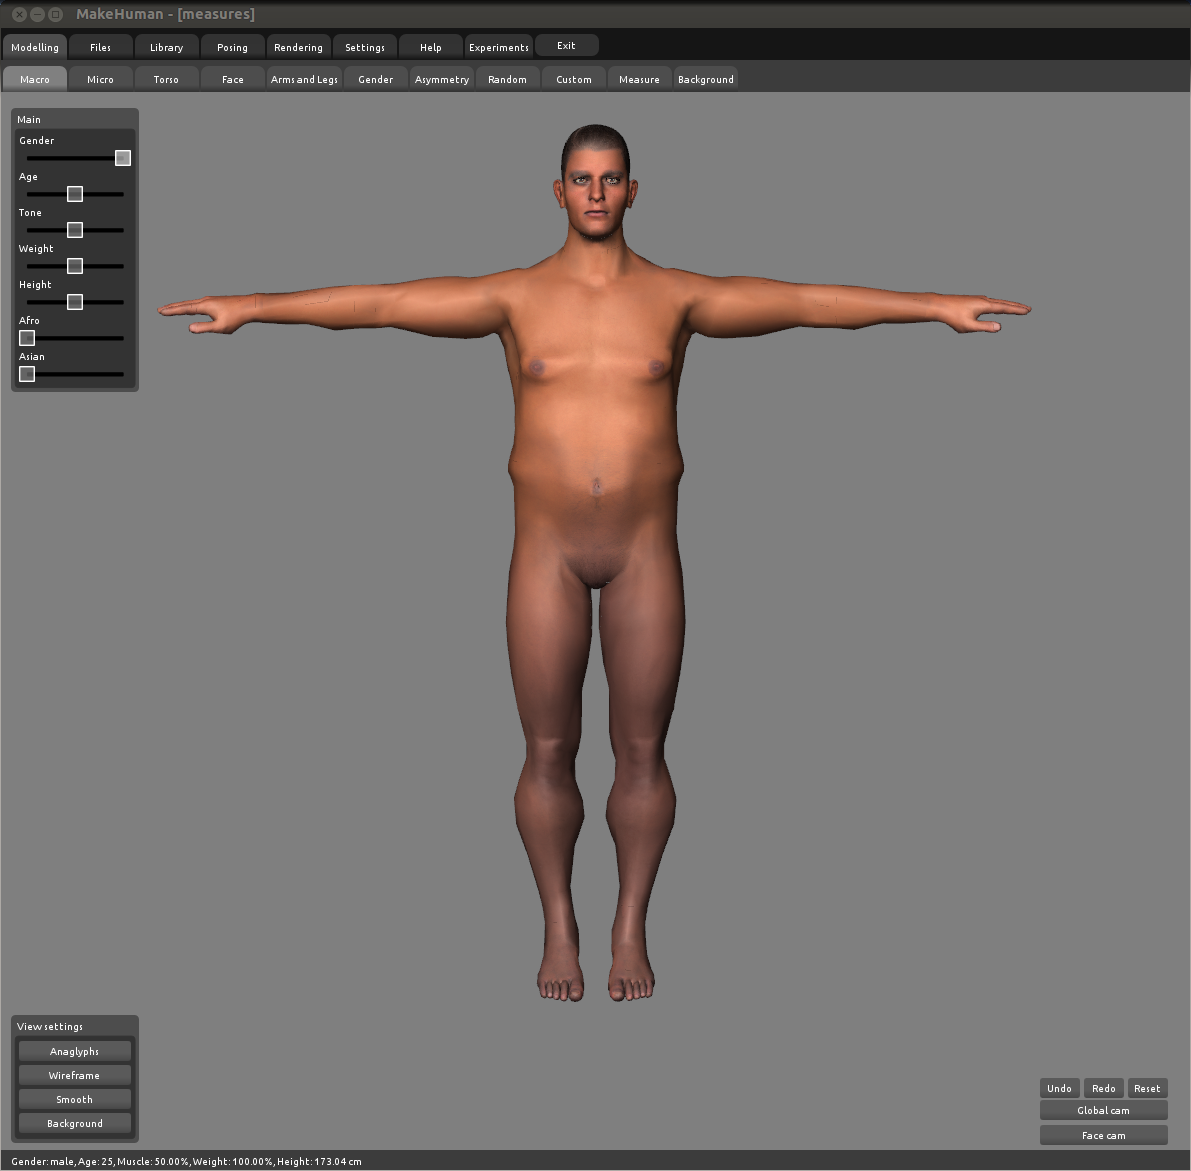 MakeHuman - [measures]
Modelling Files Library Posing Rendering Settings Help Experiments Exit
Macro Micro Torso Face Arms and Legs Gender Asymmetry Random Custom Measure Background
Main
Gender
Age
Tone
Weight
Height
Afro
Asian
View settings
Anaglyphs
Wireframe
Smooth
Background
Undo Redo Reset
Global cam
Face cam
Gender: male, Age: 25, Muscle: 50.00%, Weight: 100.00%, Height: 173.04 cm